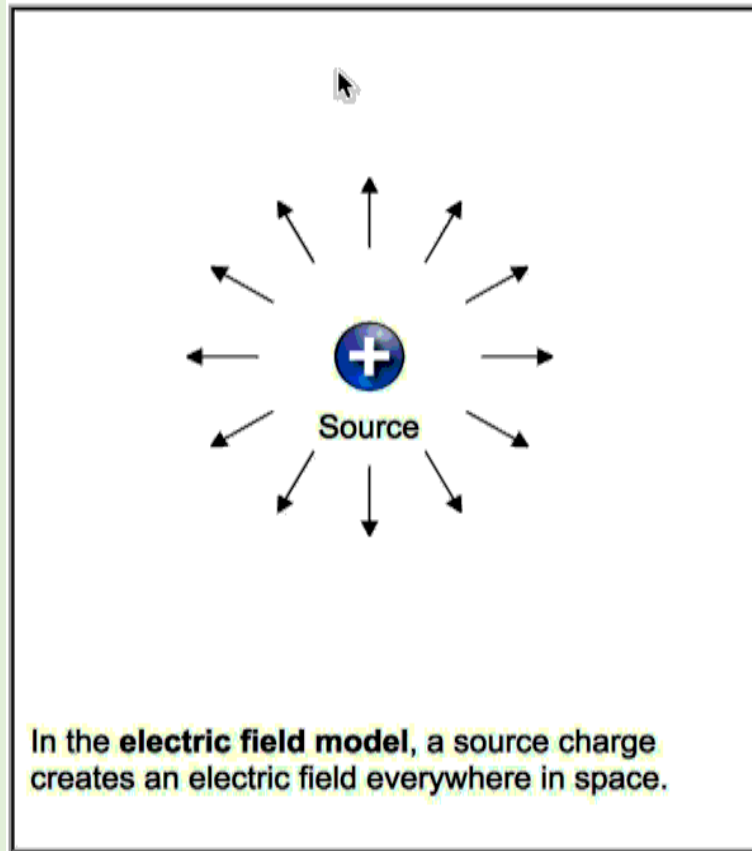 +
Source
In the electric field model, a source charge
creates an electric field everywhere in space.